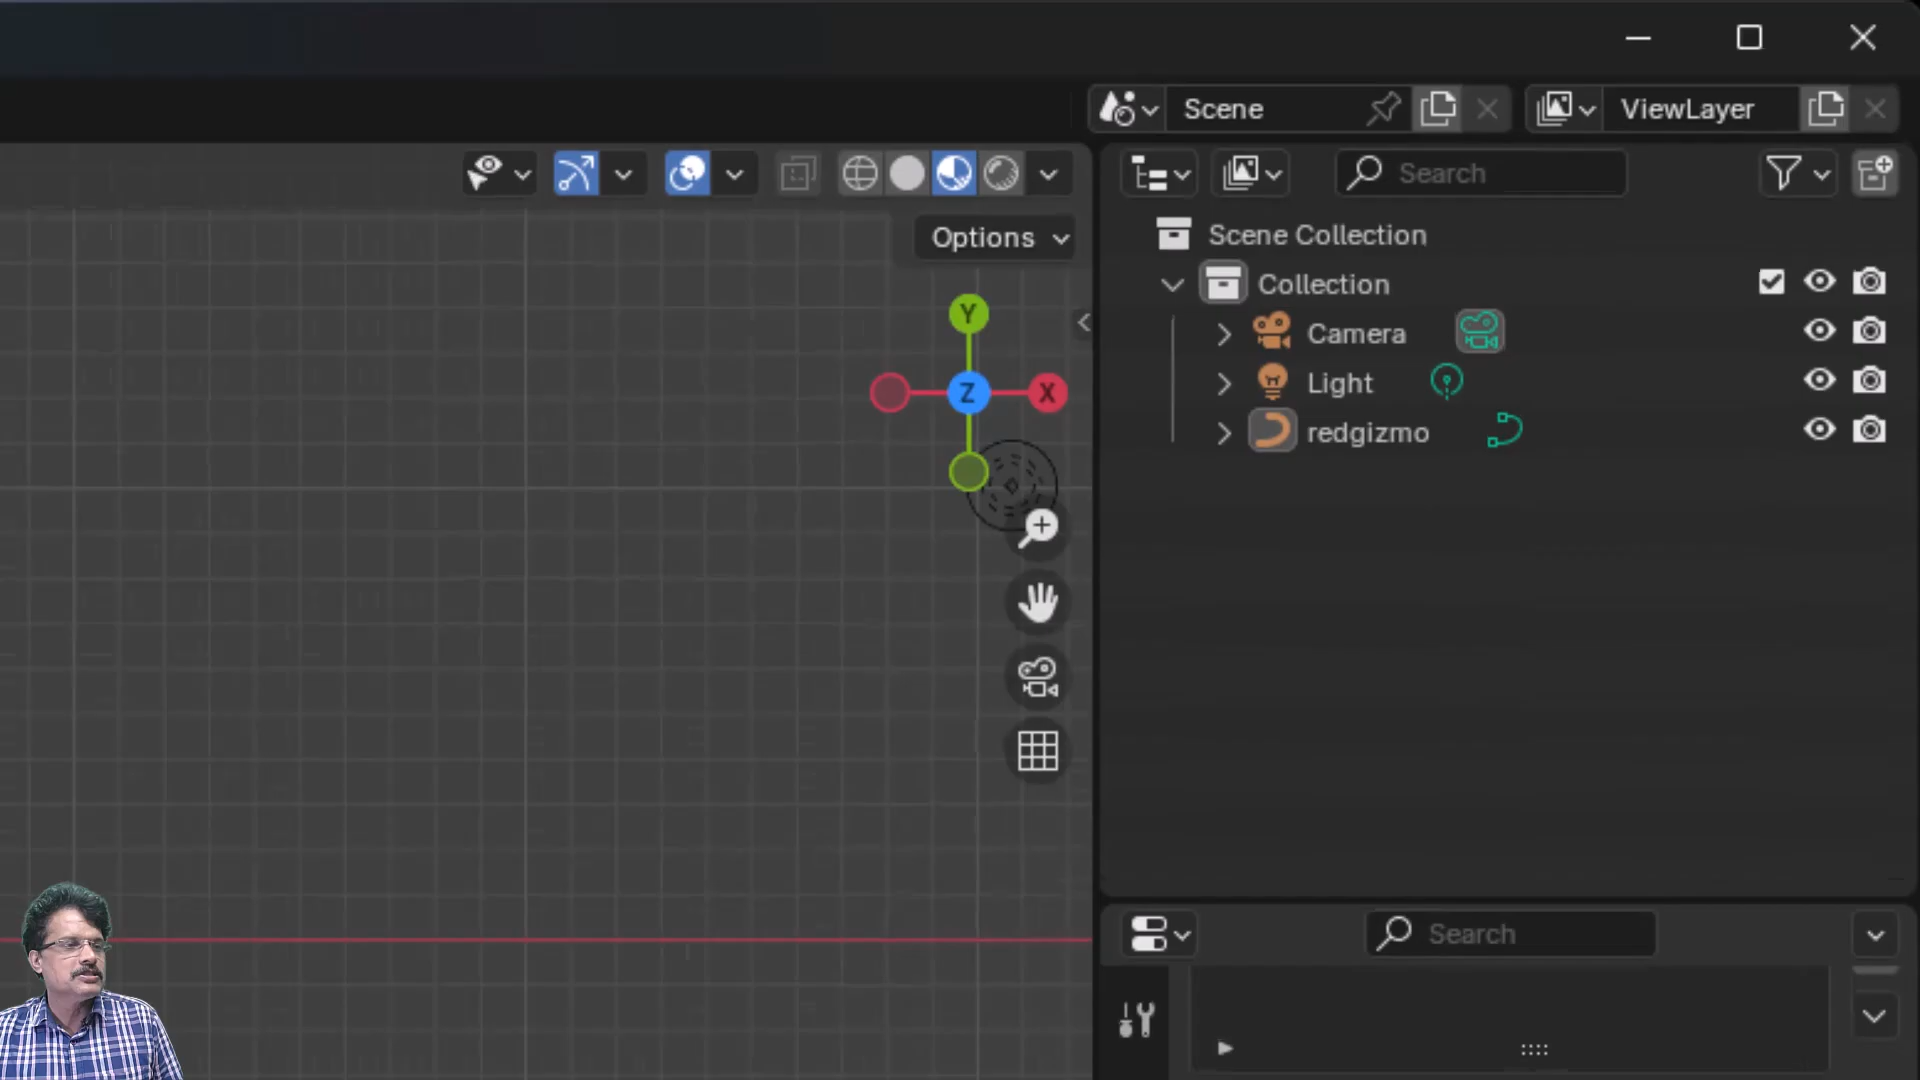 Scene
ViewLayer
Search
Options
Scene Collection
Collection
Camera
Light
redgizmo
Y
Z
X
Search